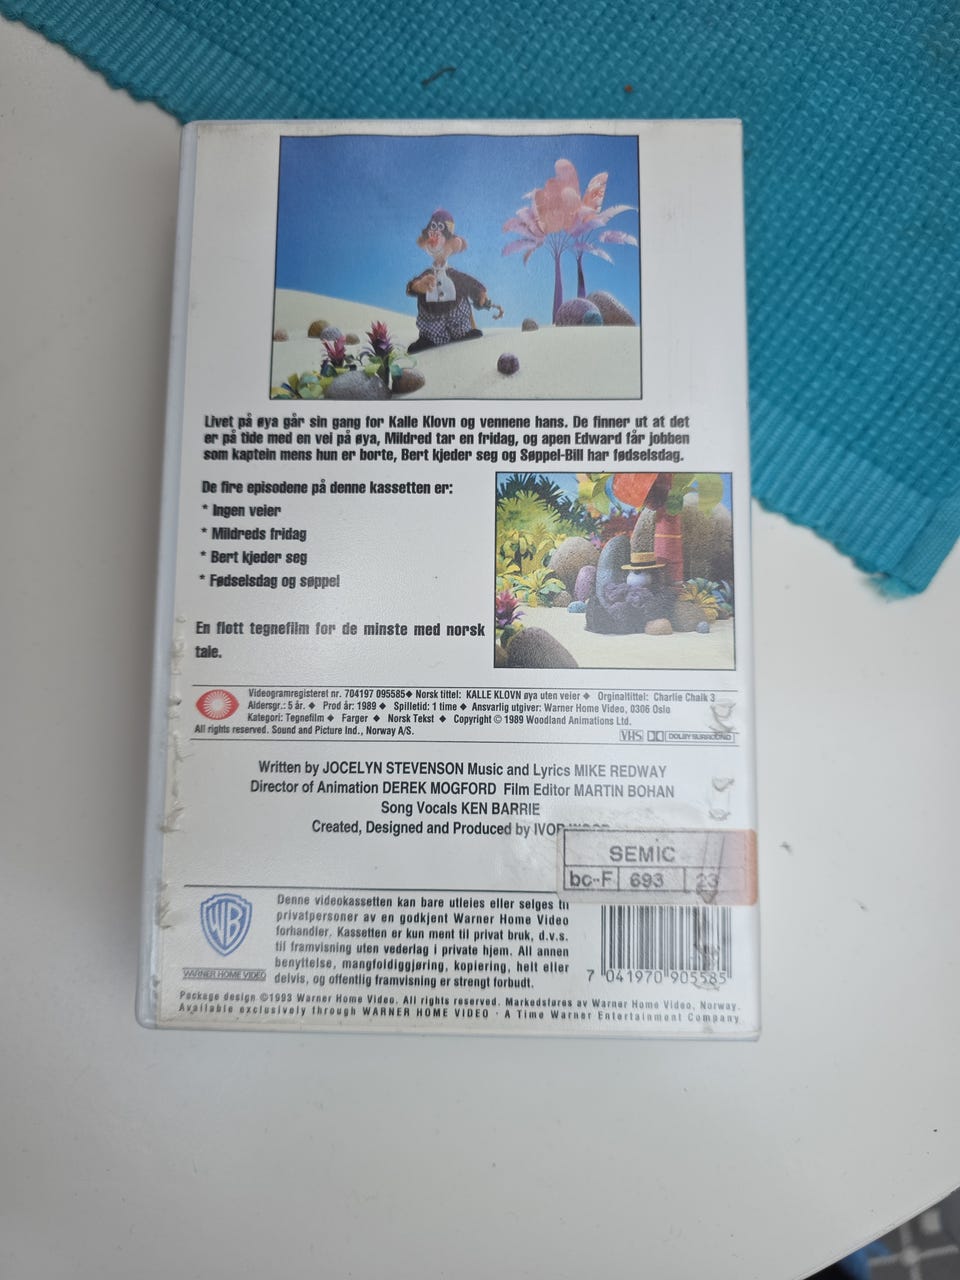 Livet på øya går sin gang for Kalle Klovn og vennene hans. De finner ut at det
er på tide med en vei på øya, Mildred tar en fridag, og apen Edward får jobben
som kaptein mens hun er borte, Bert kjeder seg og Søppel-Bill har fødselsdag.
De fire episodene på denne kassetten er:
* Ingen veier
* Mildreds fridag
* Bert kjeder seg
* Fødselsdag og søppel
En flott tegnefilm for de minste med norsk
tale.
Videogramregisteret nr. 704197 095585◆ Norsk tittel: KALLE KLOVN øya uten veier ◆ Orginaltittel: Charlie Chalk 3
Aldersgr.: 5 år. ◆ Prod år: 1989 ◆ Spilletid: 1 time ◆ Ansvarlig utgiver: Warner Home Video, 0306 Oslo
Kategori: Tegnefilm ◆ Farger ◆ Norsk Tekst ◆ Copyright © 1989 Woodland Animations Ltd.
All rights reserved. Sound and Picture Ind., Norway A/S.
VHS DOLBY SURROUND
Written by JOCELYN STEVENSON Music and Lyrics MIKE REDWAY
Director of Animation DEREK MOGFORD Film Editor MARTIN BOHAN
Song Vocals KEN BARRIE
Created, Designed and Produced by IVOR WOOD
SEMIC
bc-F 693 23
WB
WARNER HOME VIDEO
Denne videokassetten kan bare utleies eller selges til
privatpersoner av en godkjent Warner Home Video
forhandler. Kassetten er kun ment til privat bruk, d.v.s.
til framvisning uten vederlag i private hjem. All annen
benyttelse, mangfoldiggjøring, kopiering, helt eller
delvis, og offentlig framvisning er strengt forbudt.
7 041970 905585
Package design ©1993 Warner Home Video. All rights reserved. Markedsføres av Warner Home Video, Norway.
Available exclusively through WARNER HOME VIDEO · A Time Warner Entertainment Company